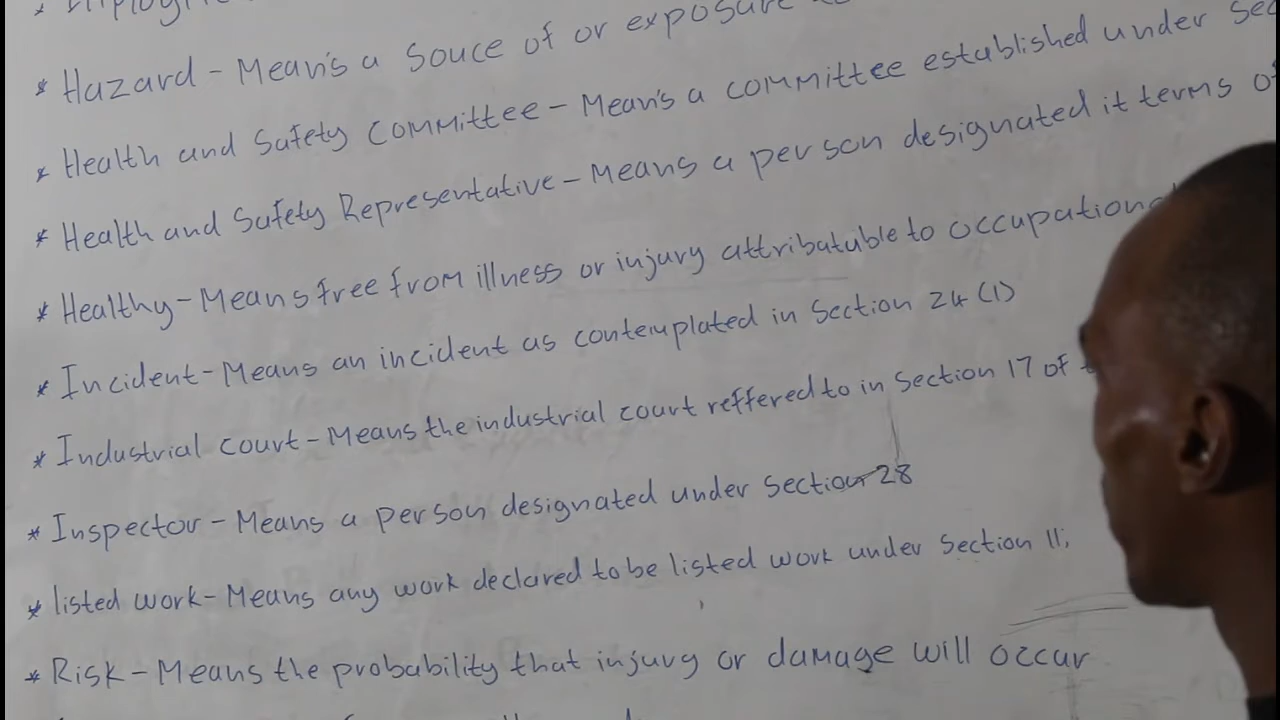 * Hazard - Mean's a Souce of or exposure
* Health and Safety Committee - Mean's a committee established under Sec
* Health and Safety Representative - Means a person designated it terms of
* Healthy - Means free from illness or injury attributuble to occupationa
* Incident - Means an incident as contemplated in Section 24 (1)
* Industrial court - Means the industrial court reffered to in Section 17 of
* Inspector - Means a person designated under Section 28
* listed work - Means any work declared to be listed work under Section 11;
* Risk - Means the probability that injury or damage will occur